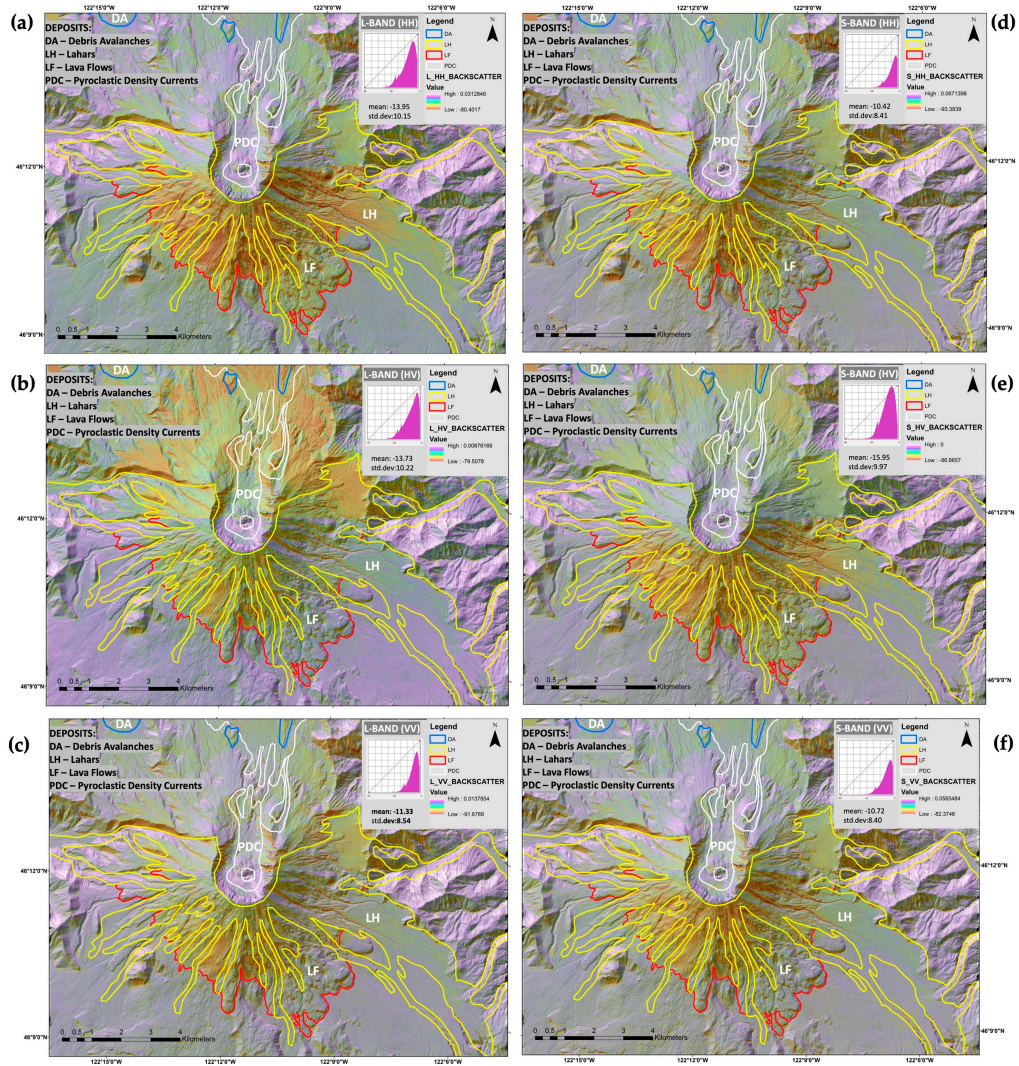 122°15'0"W 122°12'0"W 122°9'0"W 122°6'0"W
(a)
DA
DEPOSITS:
DA – Debris Avalanches
LH – Lahars
LF – Lava Flows
PDC – Pyroclastic Density Currents
L-BAND (HH)
mean: -13.95
std.dev:10.15
Legend
DA
LH
LF
PDC
L_HH_BACKSCATTER
Value
High : 0.0312846
Low : -80.4017
N
PDC
LH
LF
46°12'0"N
46°9'0"N
0 0.5 1 2 3 4
Kilometers
122°15'0"W 122°12'0"W 122°9'0"W 122°6'0"W
(d)
DA
DEPOSITS:
DA – Debris Avalanches
LH – Lahars
LF – Lava Flows
PDC – Pyroclastic Density Currents
S-BAND (HH)
mean: -10.42
std.dev:8.41
Legend
DA
LH
LF
PDC
S_HH_BACKSCATTER
Value
High : 0.0671398
Low : -93.3839
N
PDC
LH
LF
46°12'0"N
46°9'0"N
0 0.5 1 2 3 4
Kilometers
(b)
DA
DEPOSITS:
DA – Debris Avalanches
LH – Lahars
LF – Lava Flows
PDC – Pyroclastic Density Currents
L-BAND (HV)
mean: -13.73
std.dev:10.22
Legend
DA
LH
LF
PDC
L_HV_BACKSCATTER
Value
High : 0.00876166
Low : -79.5078
N
PDC
LH
LF
46°12'0"N
46°9'0"N
0 0.5 1 2 3 4
Kilometers
(e)
DA
DEPOSITS:
DA – Debris Avalanches
LH – Lahars
LF – Lava Flows
PDC – Pyroclastic Density Currents
S-BAND (HV)
mean: -15.95
std.dev:9.97
Legend
DA
LH
LF
PDC
S_HV_BACKSCATTER
Value
High : 0
Low : -86.8657
N
PDC
LH
LF
46°12'0"N
46°9'0"N
0 0.5 1 2 3 4
Kilometers
(c)
DA
DEPOSITS:
DA – Debris Avalanches
LH – Lahars
LF – Lava Flows
PDC – Pyroclastic Density Currents
L-BAND (VV)
mean: -11.33
std.dev:8.54
Legend
DA
LH
LF
PDC
L_VV_BACKSCATTER
Value
High : 0.0137854
Low : -91.6769
N
PDC
LH
LF
46°12'0"N
46°9'0"N
0 0.5 1 2 3 4
Kilometers
122°15'0"W 122°12'0"W 122°9'0"W 122°6'0"W
(f)
DA
DEPOSITS:
DA – Debris Avalanches
LH – Lahars
LF – Lava Flows
PDC – Pyroclastic Density Currents
S-BAND (VV)
mean: -10.72
std.dev:8.40
Legend
DA
LH
LF
PDC
S_VV_BACKSCATTER
Value
High : 0.0565484
Low : -82.3748
N
PDC
LH
LF
46°12'0"N
46°9'0"N
0 0.5 1 2 3 4
Kilometers
122°15'0"W 122°12'0"W 122°9'0"W 122°6'0"W